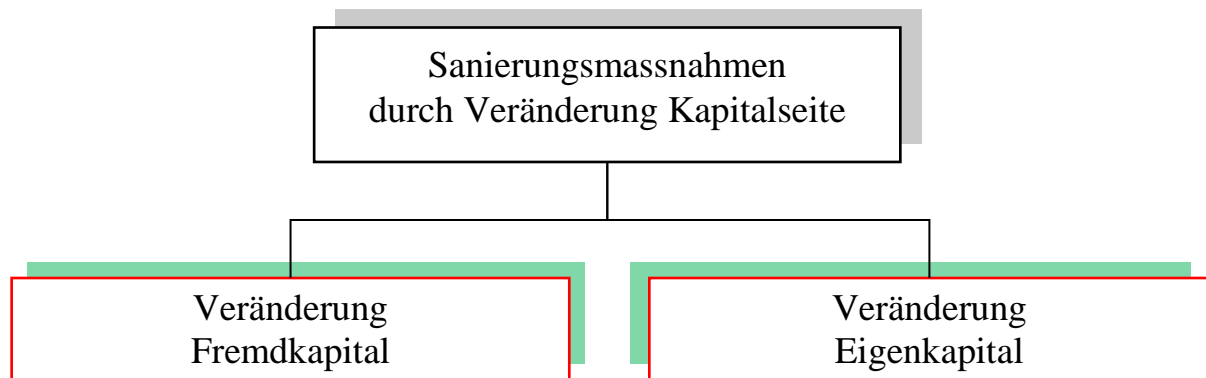 Sanierungsmassnahmen
durch Veränderung Kapitalseite
Veränderung
Fremdkapital
Veränderung
Eigenkapital